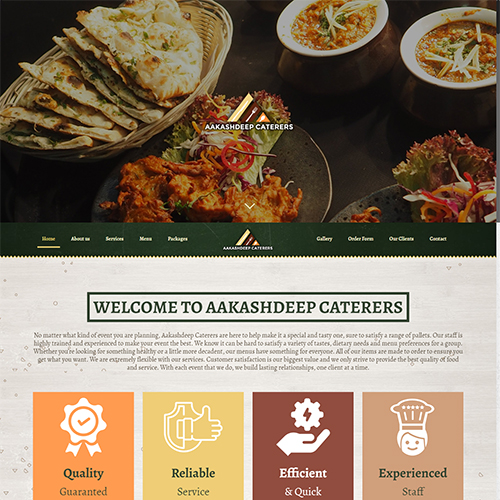 AAKASHDEEP CATERERS
Home About us Services Menu Packages AAKASHDEEP CATERERS Gallery Order Form Our Clients Contact
WELCOME TO AAKASHDEEP CATERERS
No matter what kind of event you are planning, Aakashdeep Caterers are here to help make it a special and tasty one, sure to satisfy a range of pallets. Our staff is
highly trained and experienced to make your event the best. We know it can be hard to satisfy a variety of tastes, dietary needs and menu preferences for a group.
Whether you're looking for something healthy or a little more decadent, our menus have something for everyone. All of our items are made to order to ensure you
get what you want. We are extremely flexible with our services. Customer satisfaction is our biggest value and we only strive to provide the best quality of food
and service. With each event that we do, we build lasting relationships, one client at a time.
Quality Reliable Efficient Experienced
Guaranted Service & Quick Staff